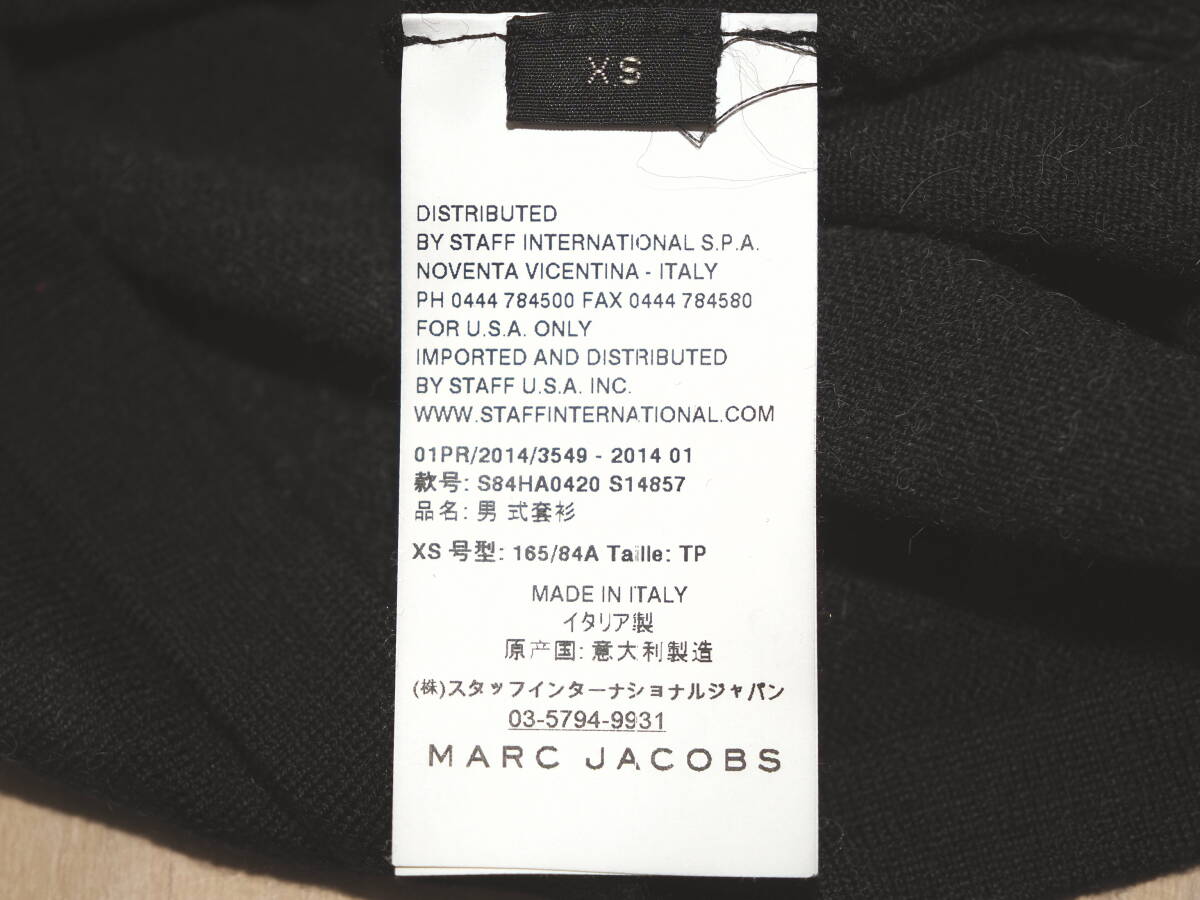 XS
DISTRIBUTED
BY STAFF INTERNATIONAL S.P.A.
NOVENTA VICENTINA - ITALY
PH 0444 784500 FAX 0444 784580
FOR U.S.A. ONLY
IMPORTED AND DISTRIBUTED
BY STAFF U.S.A. INC.
WWW.STAFFINTERNATIONAL.COM
01PR/2014/3549 - 2014 01
款号: S84HA0420 S14857
品名: 男 式套衫
XS 号型: 165/84A Taille: TP
MADE IN ITALY
イタリア製
原产国: 意大利製造
(株)スタッフインターナショナルジャパン
03-5794-9931
MARC JACOBS